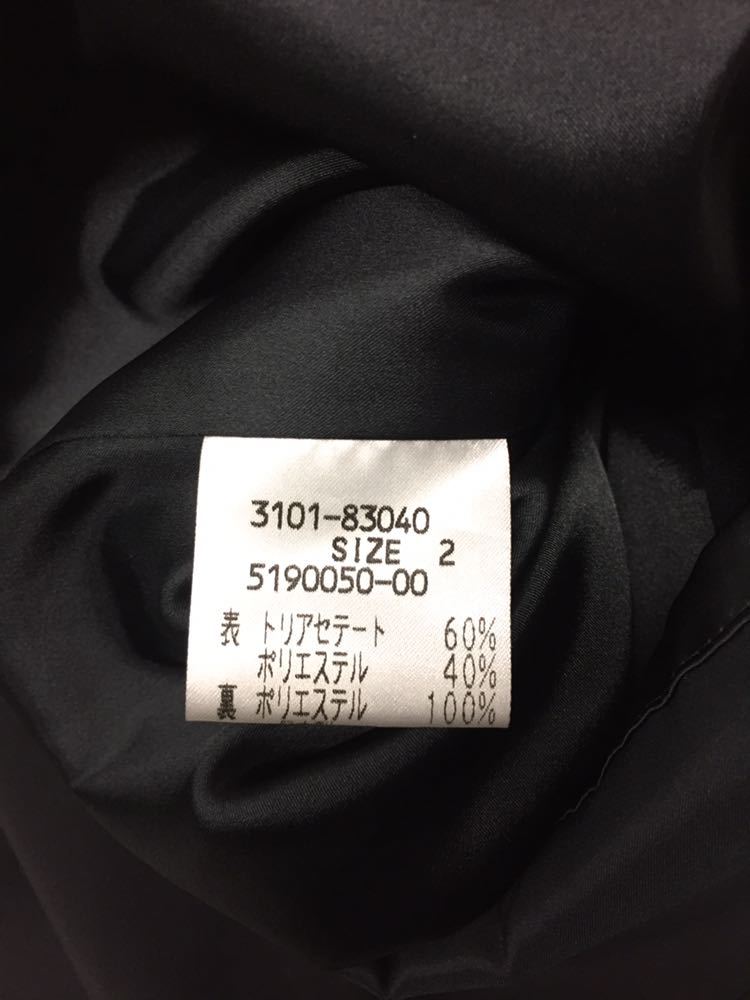 3101-83040
SIZE 2
5190050-00
表 トリアセテート 60%
ポリエステル 40%
裏 ポリエステル 100%